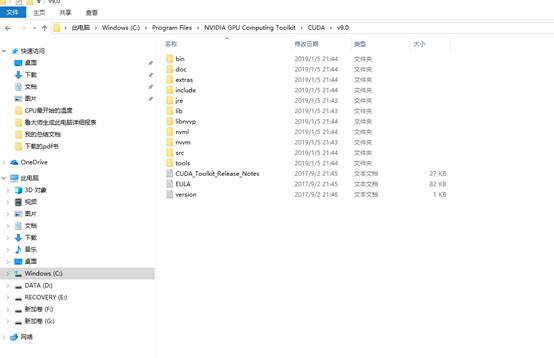 v9.0
文件 主页 共享 查看
此电脑 > Windows (C:) > Program Files > NVIDIA GPU Computing Toolkit > CUDA > v9.0
名称 修改日期 类型 大小
快速访问
桌面
下载
文档
图片
CPU最开始的温度
鲁大师生成此电脑详细报表
我的总结文档
下载的pdf书
OneDrive
此电脑
3D 对象
视频
图片
文档
下载
音乐
桌面
Windows (C:)
DATA (D:)
RECOVERY (E:)
新加卷 (F:)
新加卷 (G:)
网络
bin 2019/1/5 21:44 文件夹
doc 2019/1/5 21:44 文件夹
extras 2019/1/5 21:44 文件夹
include 2019/1/5 21:44 文件夹
jre 2019/1/5 21:43 文件夹
lib 2019/1/5 21:43 文件夹
libnvvp 2019/1/5 21:44 文件夹
nvml 2019/1/5 21:44 文件夹
nvvm 2019/1/5 21:43 文件夹
src 2019/1/5 21:44 文件夹
tools 2019/1/5 21:44 文件夹
CUDA_Toolkit_Release_Notes 2017/9/2 21:45 文本文档 27 KB
EULA 2017/9/2 21:45 文本文档 82 KB
version 2017/9/2 21:46 文本文档 1 KB